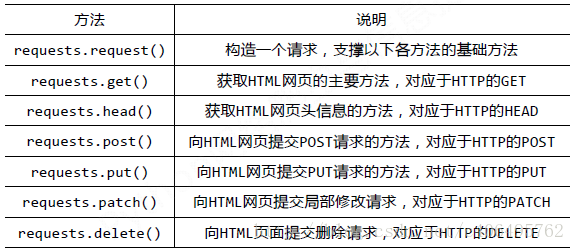 方法 说明
requests.request() 构造一个请求，支撑以下各方法的基础方法
requests.get() 获取HTML网页的主要方法，对应于HTTP的GET
requests.head() 获取HTML网页头信息的方法，对应于HTTP的HEAD
requests.post() 向HTML网页提交POST请求的方法，对应于HTTP的POST
requests.put() 向HTML网页提交PUT请求的方法，对应于HTTP的PUT
requests.patch() 向HTML网页提交局部修改请求，对应于HTTP的PATCH
requests.delete() 向HTML页面提交删除请求，对应于HTTP的DELETE